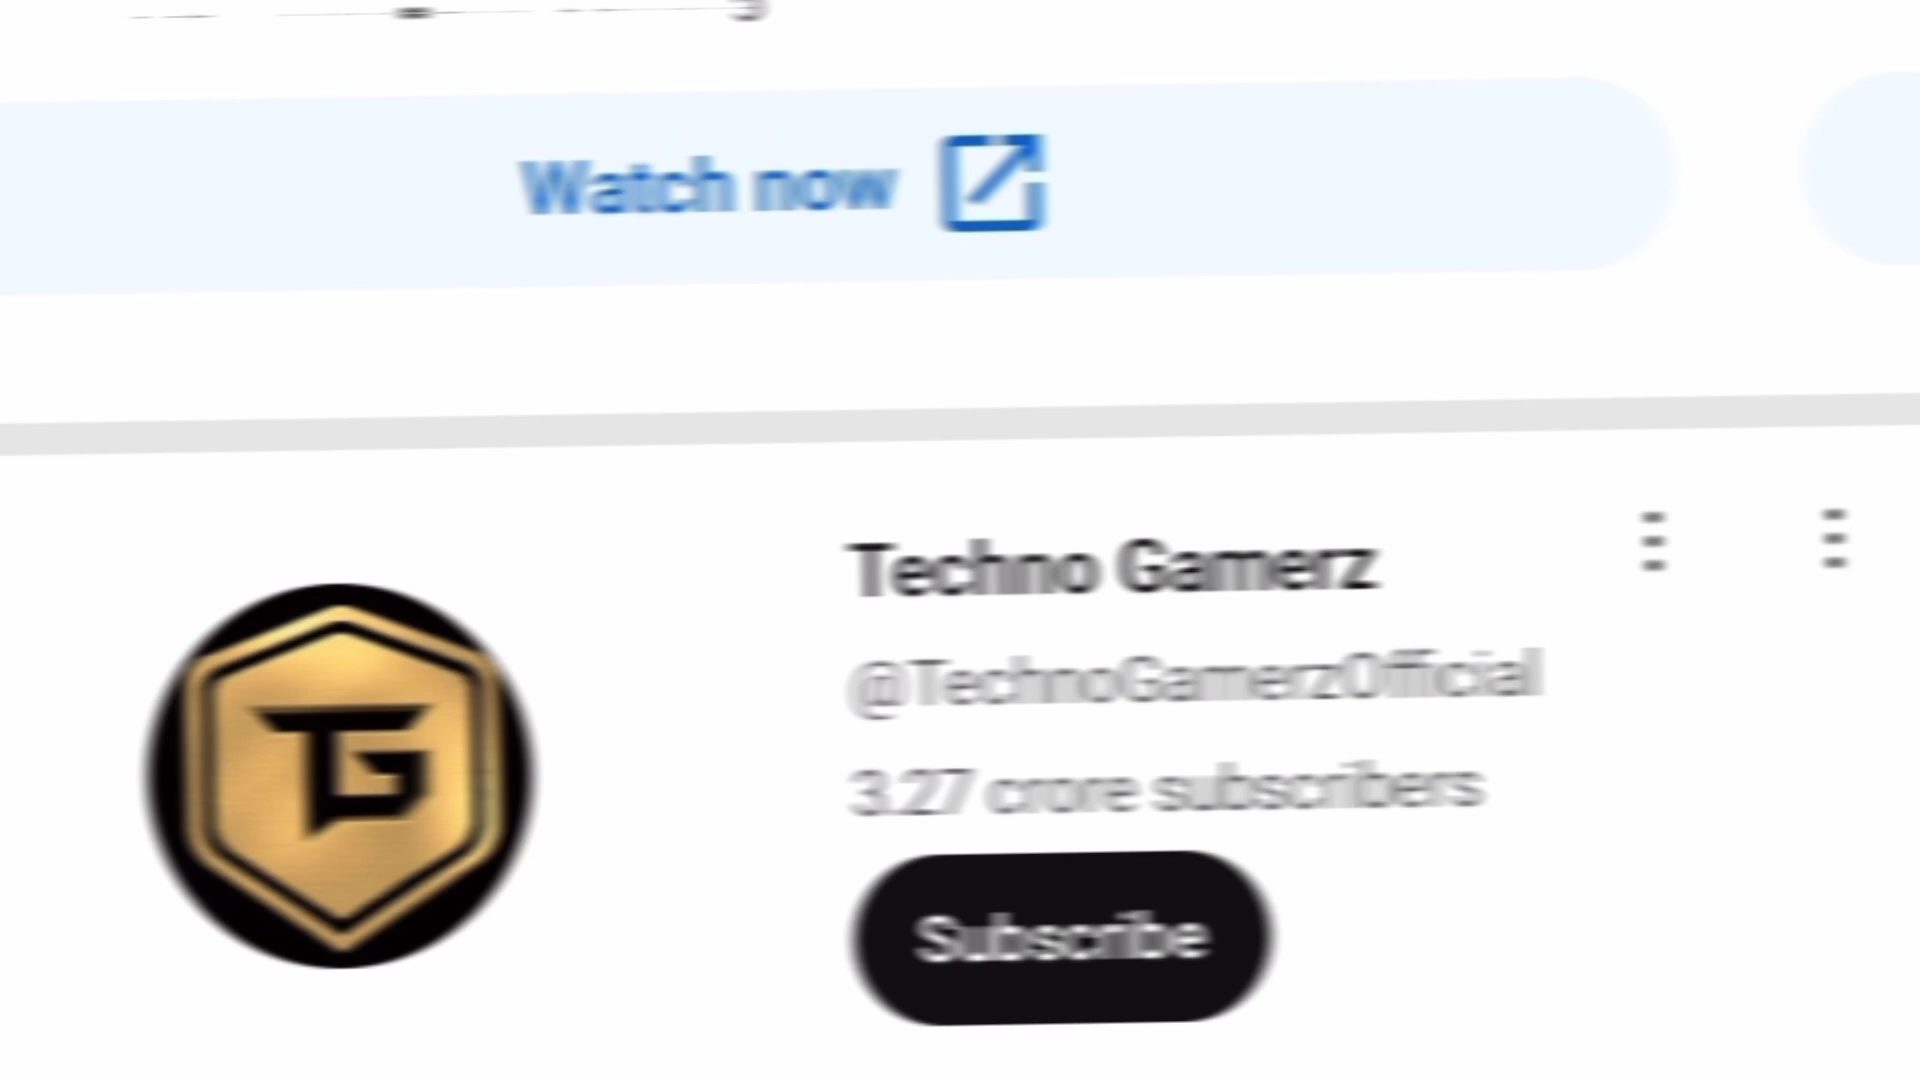 Watch now
TG
Techno Gamerz
@TechnoGamerzOfficial
3.27 crore subscribers
Subscribe